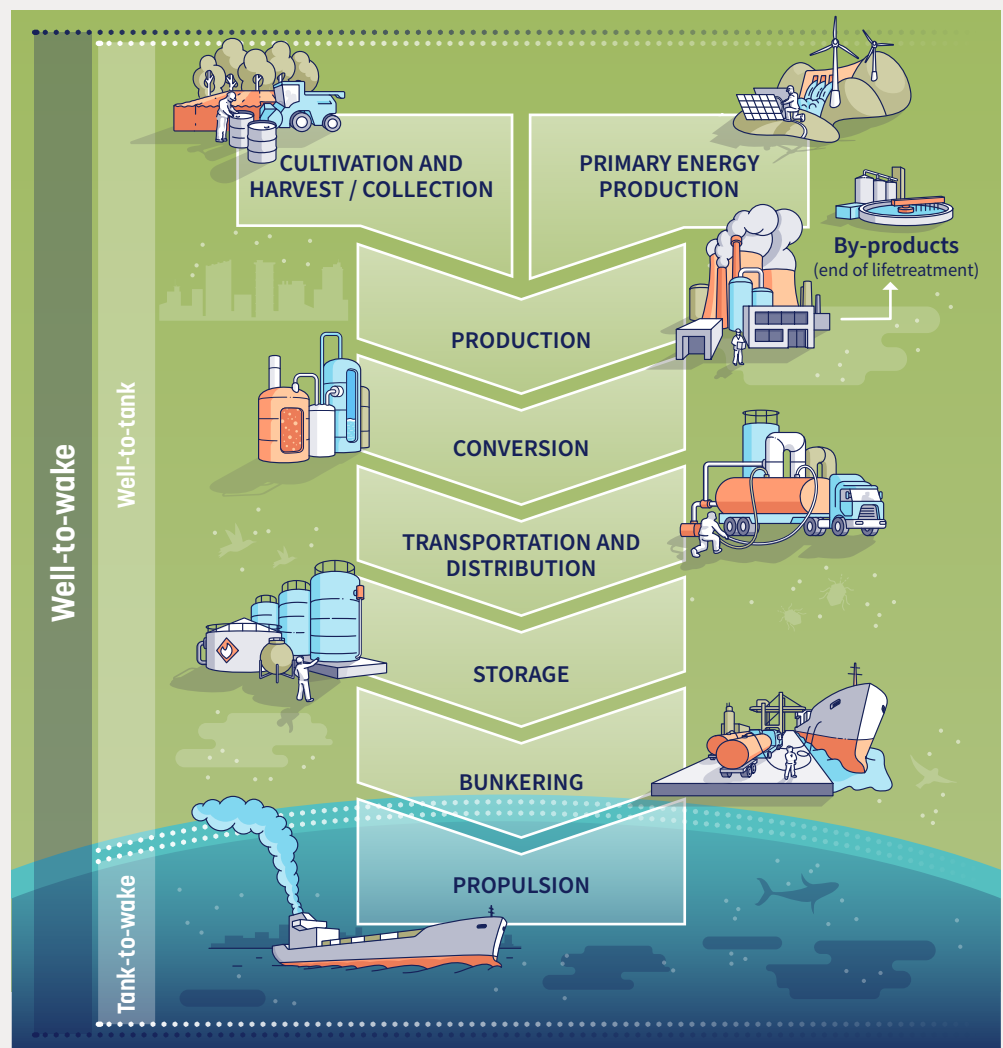 CULTIVATION AND
HARVEST / COLLECTION
PRIMARY ENERGY
PRODUCTION
By-products
(end of lifetreatment)
PRODUCTION
CONVERSION
TRANSPORTATION AND
DISTRIBUTION
STORAGE
BUNKERING
PROPULSION
Well-to-wake
Well-to-tank
Tank-to-wake